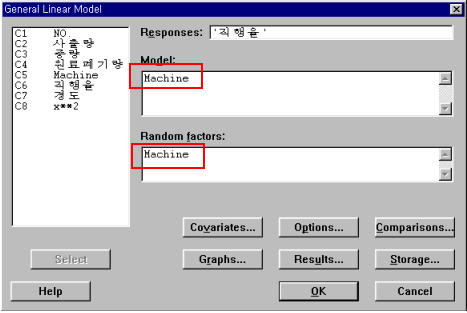 General Linear Model
C1 NO
C2 사출량
C3 중량
C4 원료폐기량
C5 Machine
C6 직행율
C7 경도
C8 x**2
Responses: '직행율'
Model:
Machine
Random factors:
Machine
Covariates... Options... Comparisons...
Select Graphs... Results... Storage...
Help OK Cancel